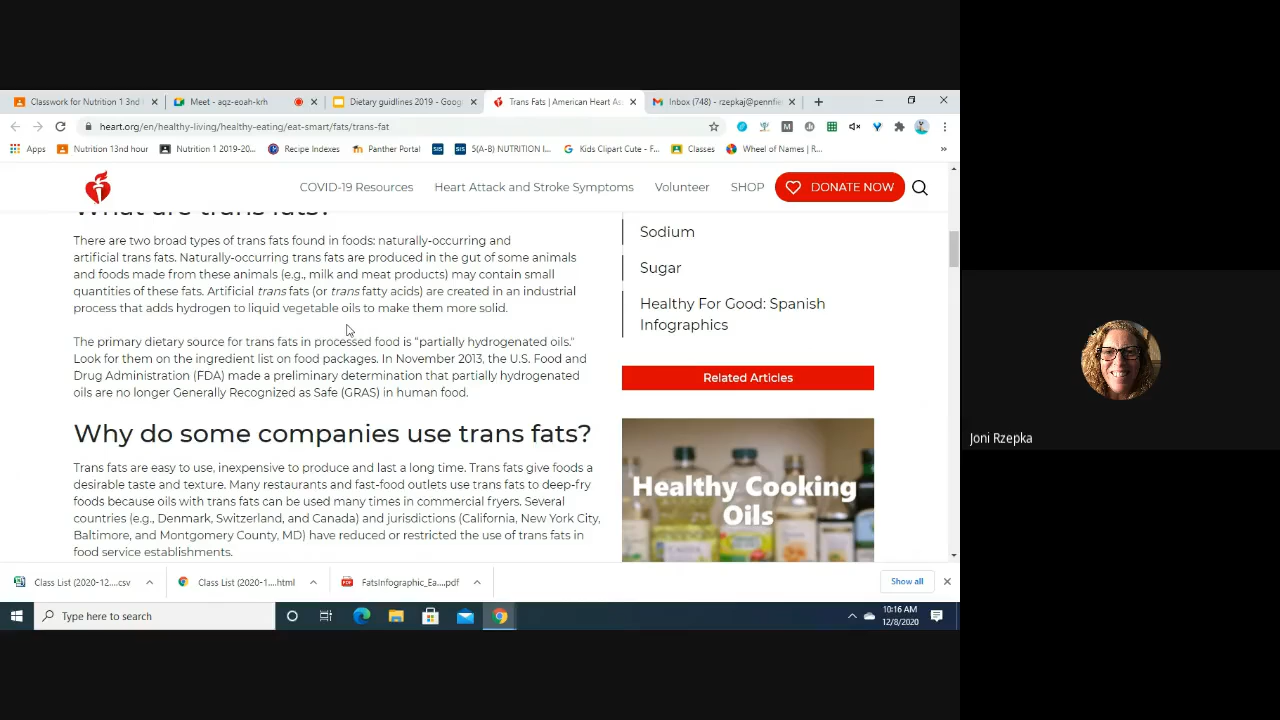 Classwork for Nutrition 1 3nd
Meet - aqz-eoah-krh
Dietary guidlines 2019 - Goog
Trans Fats | American Heart As
Inbox (748) - rzepkaj@pennfie
heart.org/en/healthy-living/healthy-eating/eat-smart/fats/trans-fat
Apps
Nutrition 13nd hour
Nutrition 1 2019-20...
Recipe Indexes
Panther Portal
SIS
SIS
5(A-B) NUTRITION I...
Kids Clipart Cute - F...
Classes
Wheel of Names | R...
COVID-19 Resources
Heart Attack and Stroke Symptoms
Volunteer
SHOP
DONATE NOW
What are trans fats?
There are two broad types of trans fats found in foods: naturally-occurring and
artificial trans fats. Naturally-occurring trans fats are produced in the gut of some animals
and foods made from these animals (e.g., milk and meat products) may contain small
quantities of these fats. Artificial trans fats (or trans fatty acids) are created in an industrial
process that adds hydrogen to liquid vegetable oils to make them more solid.
The primary dietary source for trans fats in processed food is "partially hydrogenated oils."
Look for them on the ingredient list on food packages. In November 2013, the U.S. Food and
Drug Administration (FDA) made a preliminary determination that partially hydrogenated
oils are no longer Generally Recognized as Safe (GRAS) in human food.
Why do some companies use trans fats?
Trans fats are easy to use, inexpensive to produce and last a long time. Trans fats give foods a
desirable taste and texture. Many restaurants and fast-food outlets use trans fats to deep-fry
foods because oils with trans fats can be used many times in commercial fryers. Several
countries (e.g., Denmark, Switzerland, and Canada) and jurisdictions (California, New York City,
Baltimore, and Montgomery County, MD) have reduced or restricted the use of trans fats in
food service establishments.
Sodium
Sugar
Healthy For Good: Spanish
Infographics
Related Articles
Healthy Cooking
Oils
Joni Rzepka
Class List (2020-12....csv
Class List (2020-1....html
FatsInfographic_Ea....pdf
Show all
Type here to search
10:16 AM
12/8/2020